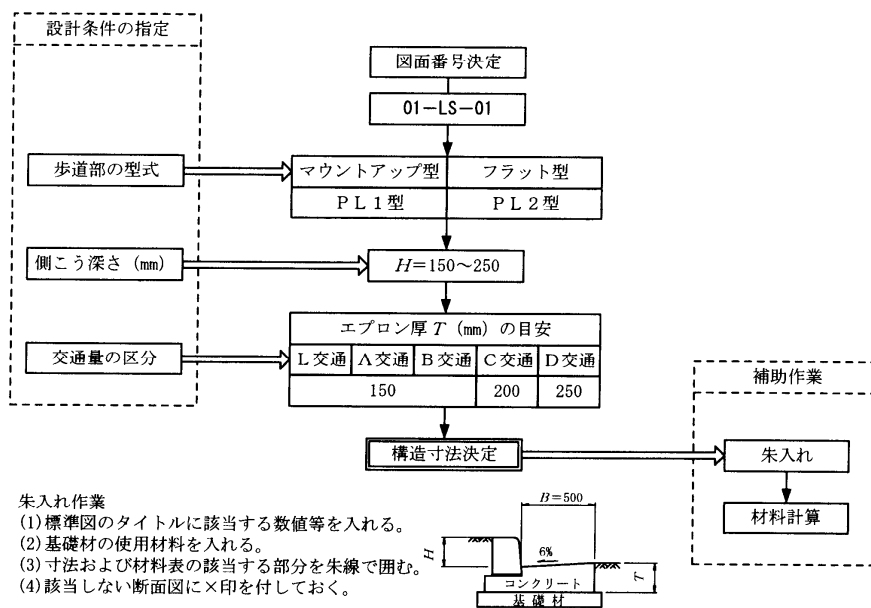 設計条件の指定
図面番号決定
01-LS-01
歩道部の型式
マウントアップ型 フラット型
PL1型 PL2型
側こう深さ (mm)
H=150〜250
エプロン厚 T (mm) の目安
交通量の区分
L交通 A交通 B交通 C交通 D交通
150 200 250
構造寸法決定
補助作業
朱入れ
材料計算
朱入れ作業
(1)標準図のタイトルに該当する数値等を入れる。
(2)基礎材の使用材料を入れる。
(3)寸法および材料表の該当する部分を朱線で囲む。
(4)該当しない断面図に×印を付しておく。
B=500
H
6%
コンクリート
T
基礎材